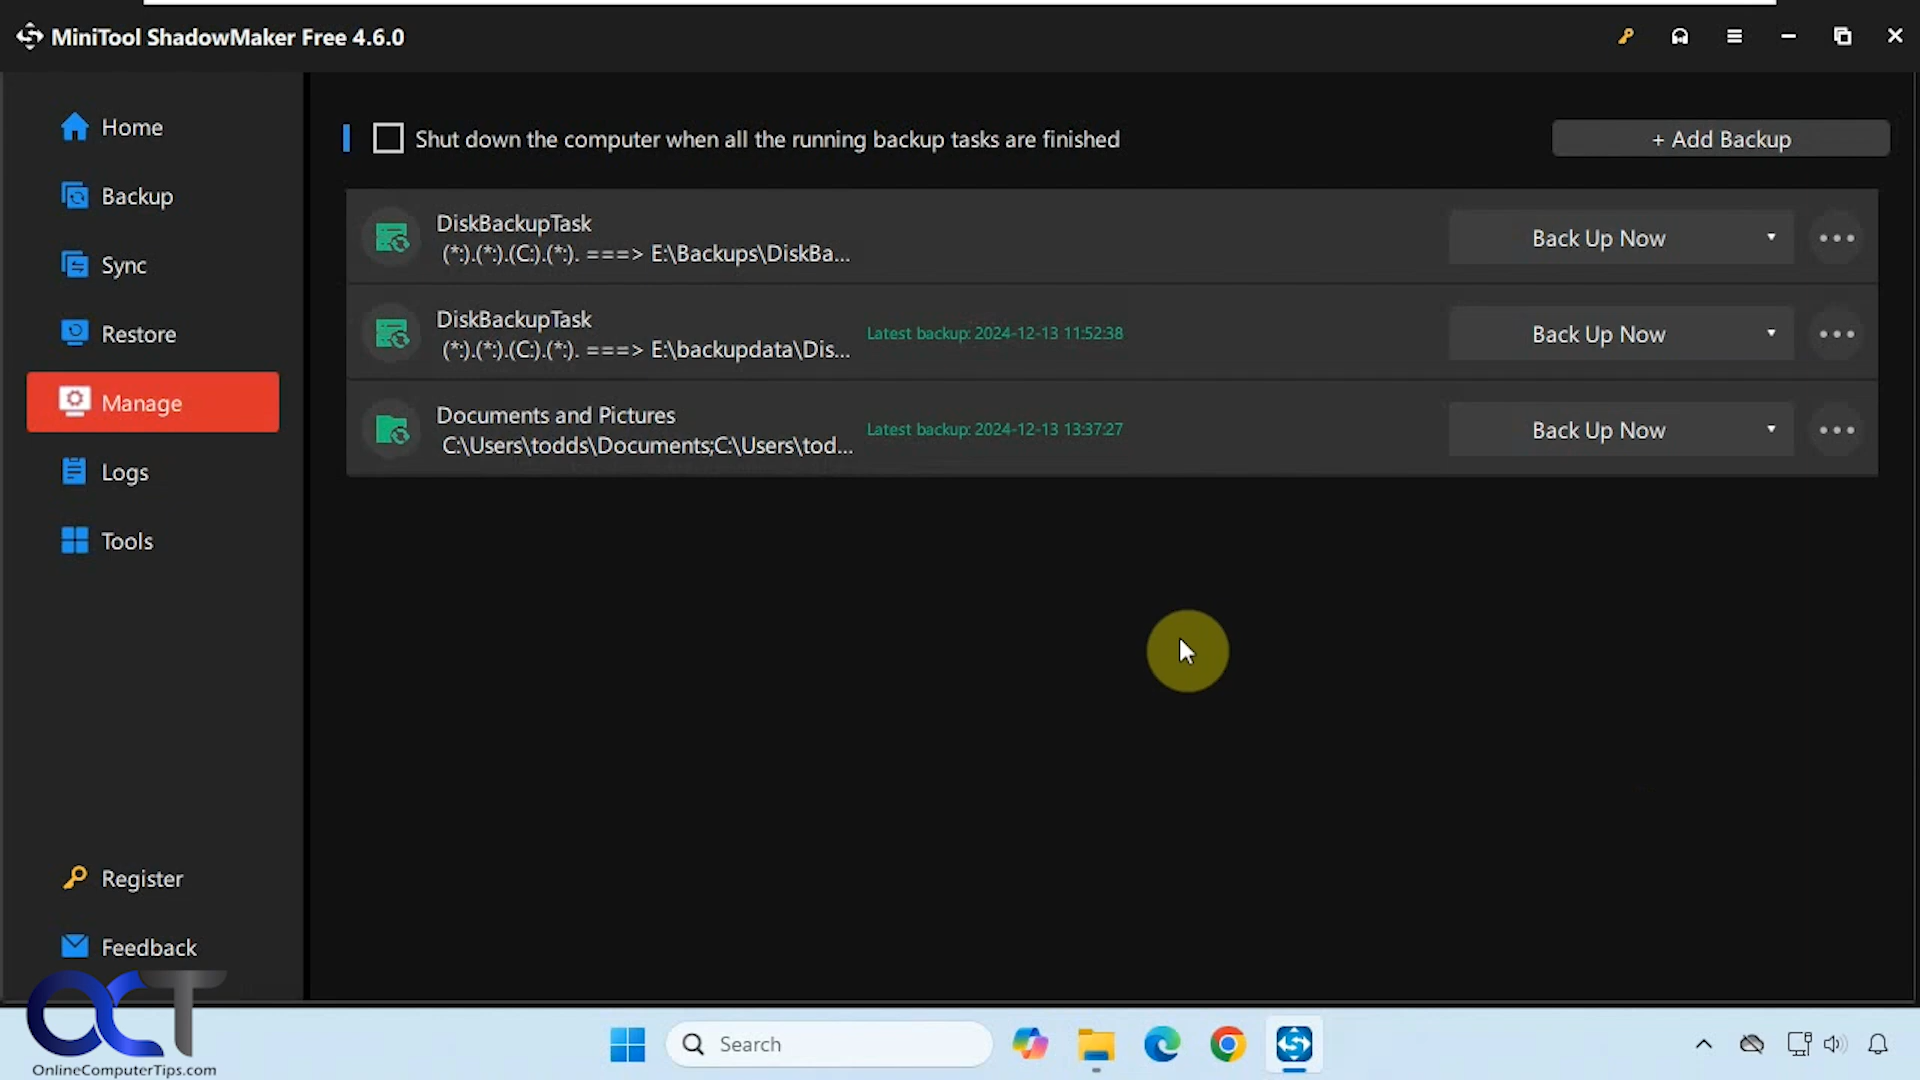 MiniTool ShadowMaker Free 4.6.0
Home
Backup
Sync
Restore
Manage
Logs
Tools
Register
Feedback
Shut down the computer when all the running backup tasks are finished
+ Add Backup
DiskBackupTask
(*:).(*:).(C:).(*:). ===> E:\Backups\DiskBa...
Back Up Now
DiskBackupTask
(*:).(*:).(C:).(*:). ===> E:\backupdata\Dis...
Latest backup: 2024-12-13 11:52:38
Back Up Now
Documents and Pictures
C:\Users\todds\Documents;C:\Users\tod...
Latest backup: 2024-12-13 13:37:27
Back Up Now
OCT
OnlineComputerTips.com
Search